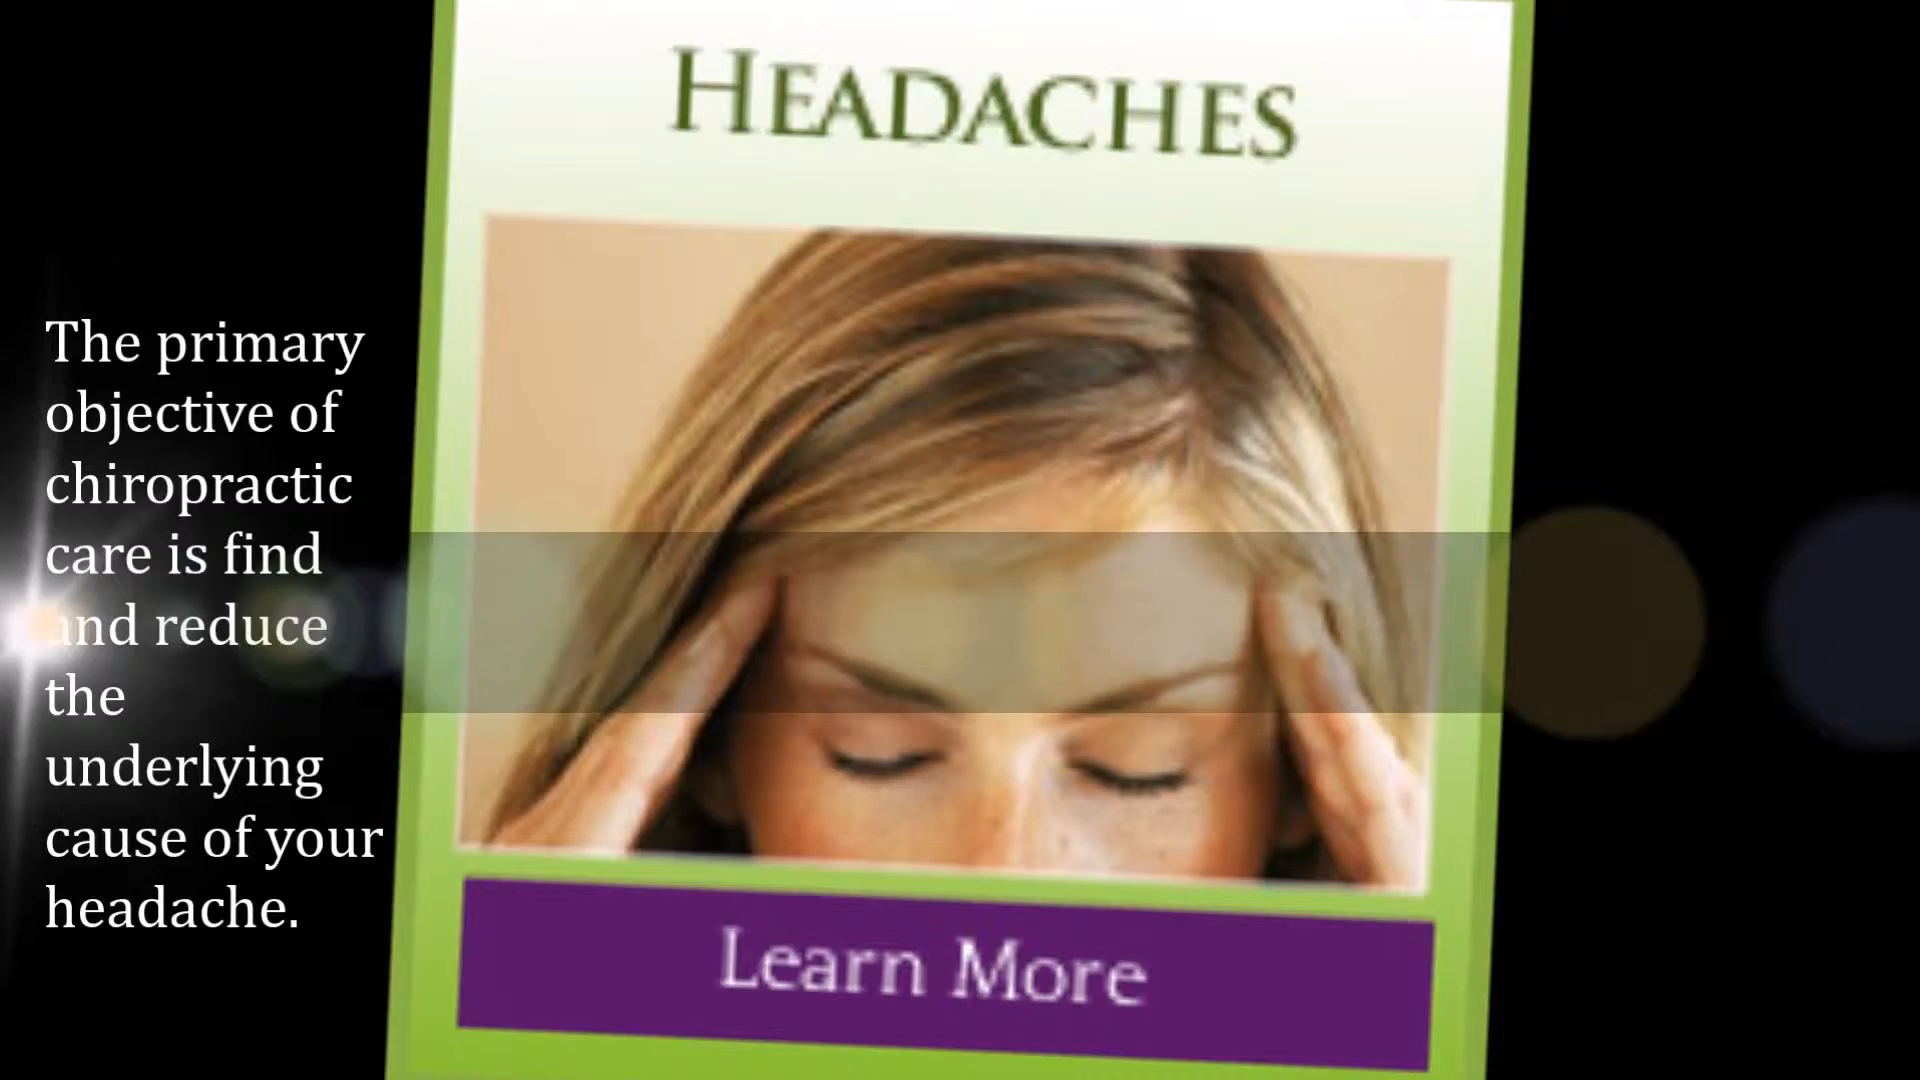 HEADACHES
The primary
objective of
chiropractic
care is find
and reduce
the
underlying
cause of your
headache.
Learn More